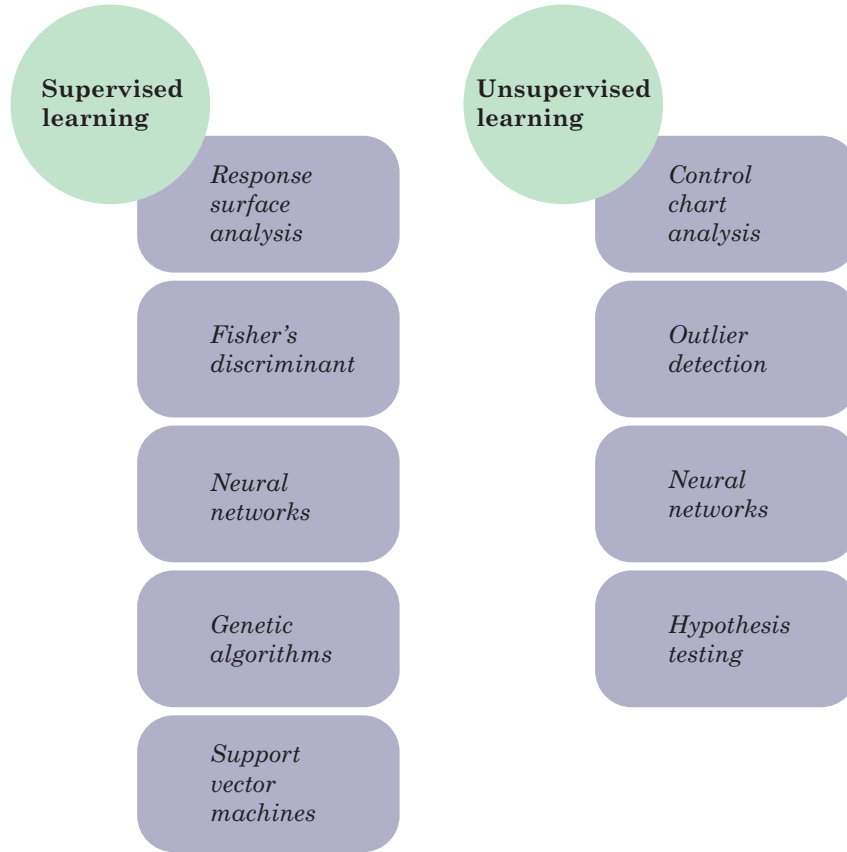 Supervised
learning
Response
surface
analysis
Fisher’s
discriminant
Neural
networks
Genetic
algorithms
Support
vector
machines
Unsupervised
learning
Control
chart
analysis
Outlier
detection
Neural
networks
Hypothesis
testing